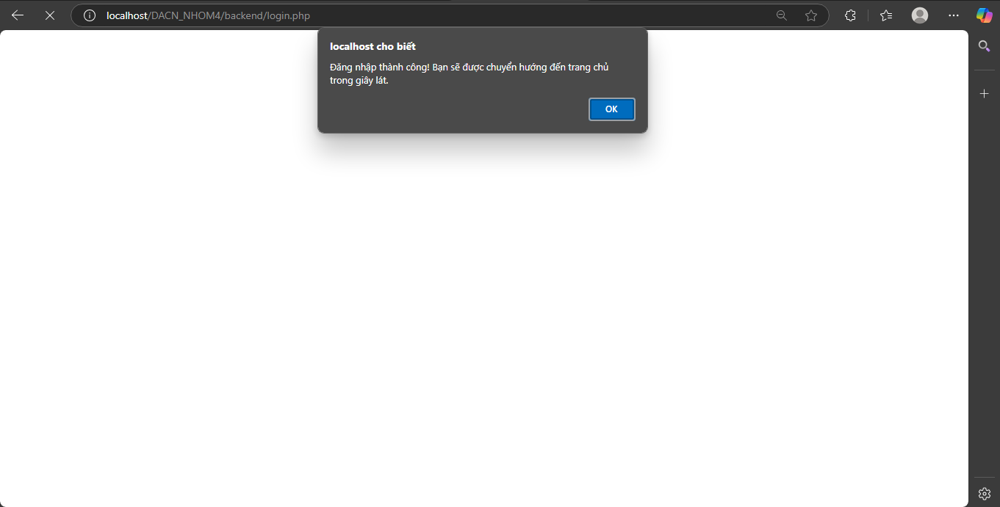 localhost/DACN_NHOM4/backend/login.php
localhost cho biết
Đăng nhập thành công! Bạn sẽ được chuyển hướng đến trang chủ
trong giây lát.
OK